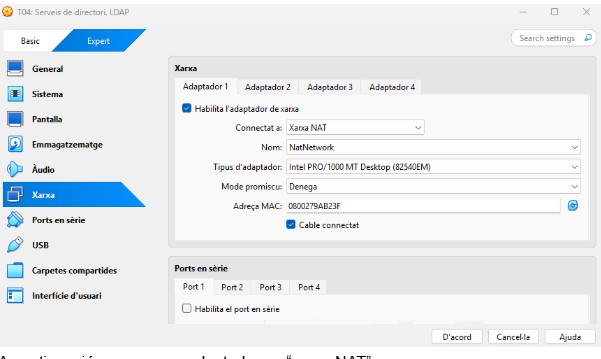 T04: Serveis de directori. LDAP
Basic Expert
Search settings
General
Sistema
Pantalla
Emmagatzematge
Àudio
Xarxa
Ports en sèrie
USB
Carpetes compartides
Interfície d'usuari
Xarxa
Adaptador 1 Adaptador 2 Adaptador 3 Adaptador 4
Habilita l'adaptador de xarxa
Connectat a: Xarxa NAT
Nom: NatNetwork
Tipus d'adaptador: Intel PRO/1000 MT Desktop (82540EM)
Mode promiscu: Denega
Adreça MAC: 0800279AB23F
Cable connectat
Ports en sèrie
Port 1 Port 2 Port 3 Port 4
Habilita el port en sèrie
D'acord Cancel·la Ajuda
NAT"